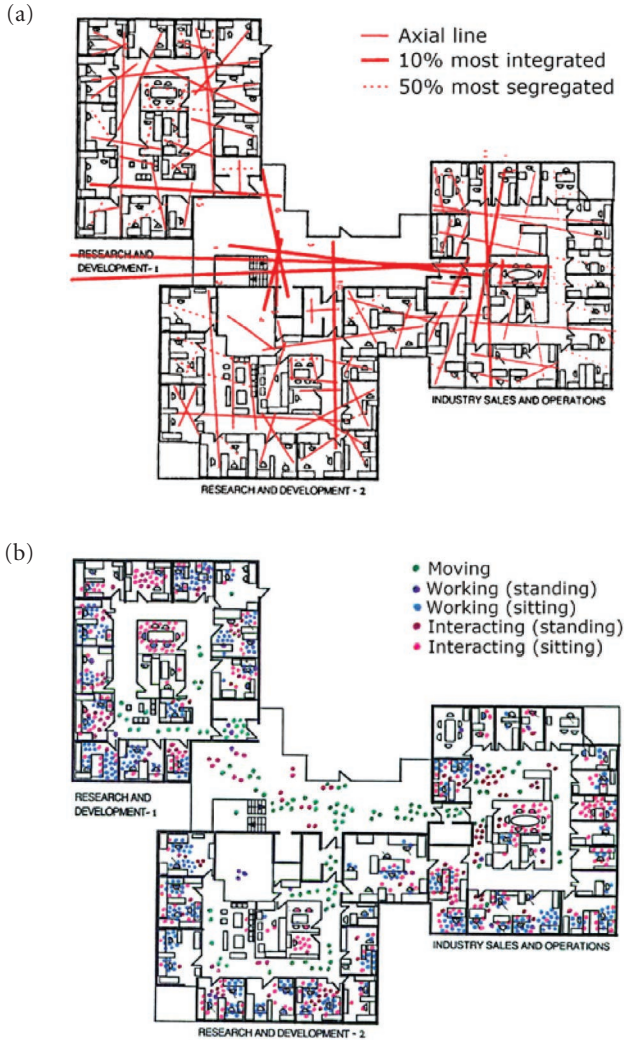 (a)
Axial line
10% most integrated
50% most segregated
RESEARCH AND
DEVELOPMENT-1
INDUSTRY SALES AND OPERATIONS
RESEARCH AND DEVELOPMENT - 2
(b)
Moving
Working (standing)
Working (sitting)
Interacting (standing)
Interacting (sitting)
RESEARCH AND
DEVELOPMENT-1
INDUSTRY SALES AND OPERATIONS
RESEARCH AND DEVELOPMENT - 2